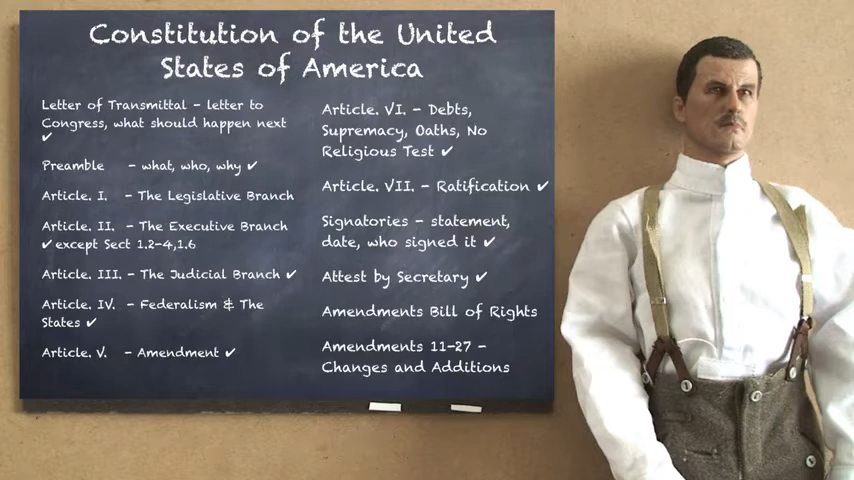 Constitution of the United
States of America
Letter of Transmittal - letter to
Congress, what should happen next
✔
Preamble - what, who, why ✔
Article. I. - The Legislative Branch
Article. II. - The Executive Branch
✔ except Sect 1.2-4,1.6
Article. III. - The Judicial Branch ✔
Article. IV. - Federalism & The
States ✔
Article. V. - Amendment ✔
Article. VI. - Debts,
Supremacy, Oaths, No
Religious Test ✔
Article. VII. - Ratification ✔
Signatories - statement,
date, who signed it ✔
Attest by Secretary ✔
Amendments Bill of Rights
Amendments 11-27 -
Changes and Additions